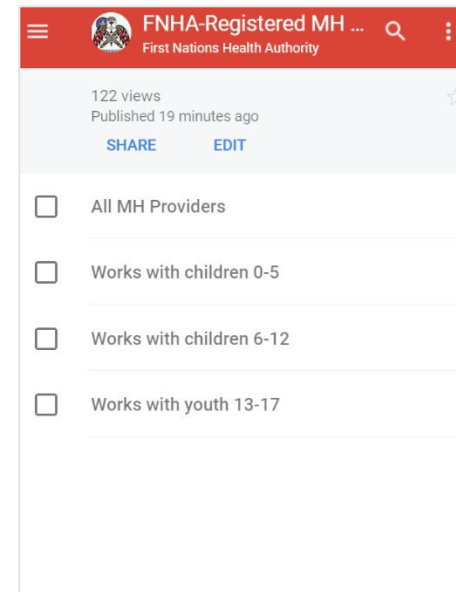 FNHA-Registered MH ...
First Nations Health Authority
122 views
Published 19 minutes ago
SHARE EDIT
All MH Providers
Works with children 0-5
Works with children 6-12
Works with youth 13-17